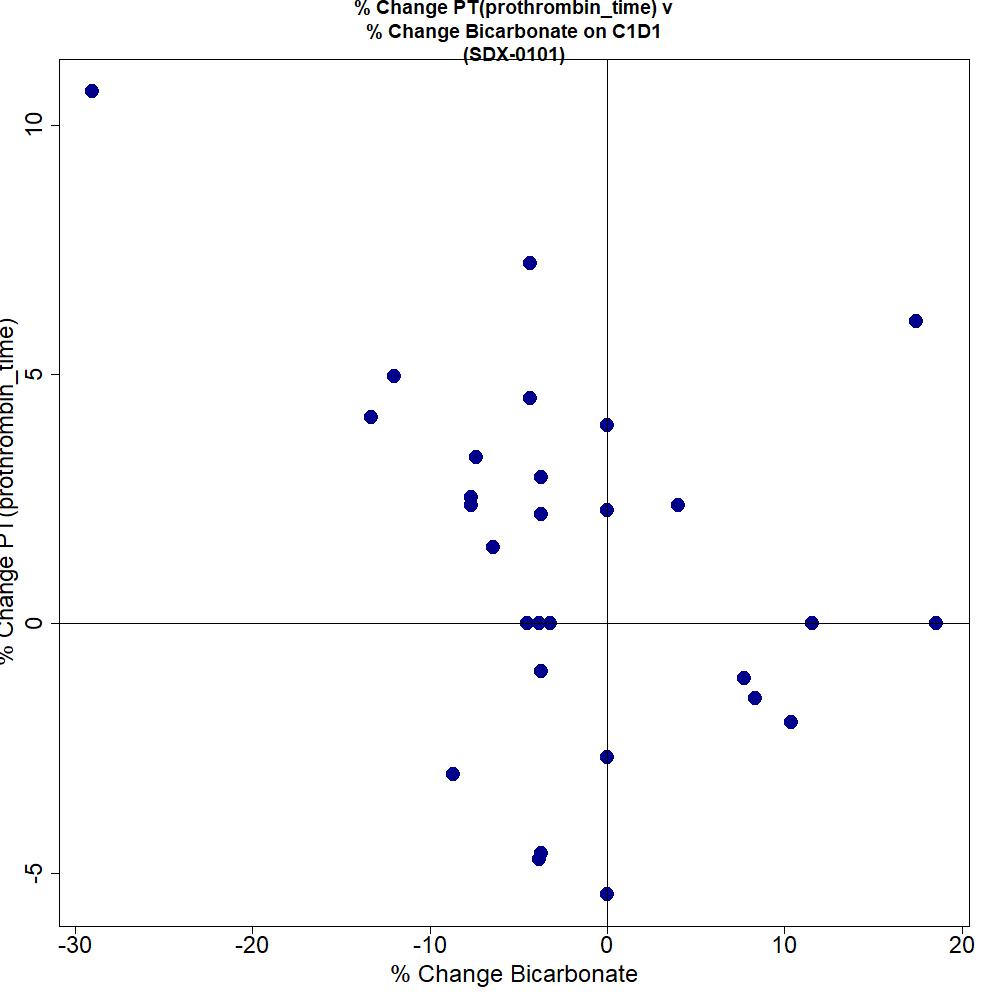 % Change PT(prothrombin_time) v
% Change Bicarbonate on C1D1
(SDX-0101)
% Change PT(prothrombin_time)
10
5
0
-5
-30
-20
-10
0
10
20
% Change Bicarbonate